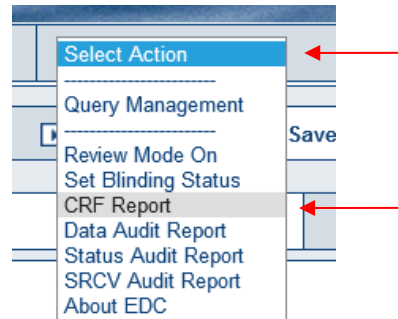 Select Action
------------------------
Query Management
------------------------
Save
Review Mode On
Set Blinding Status
CRF Report
Data Audit Report
Status Audit Report
SRCV Audit Report
About EDC